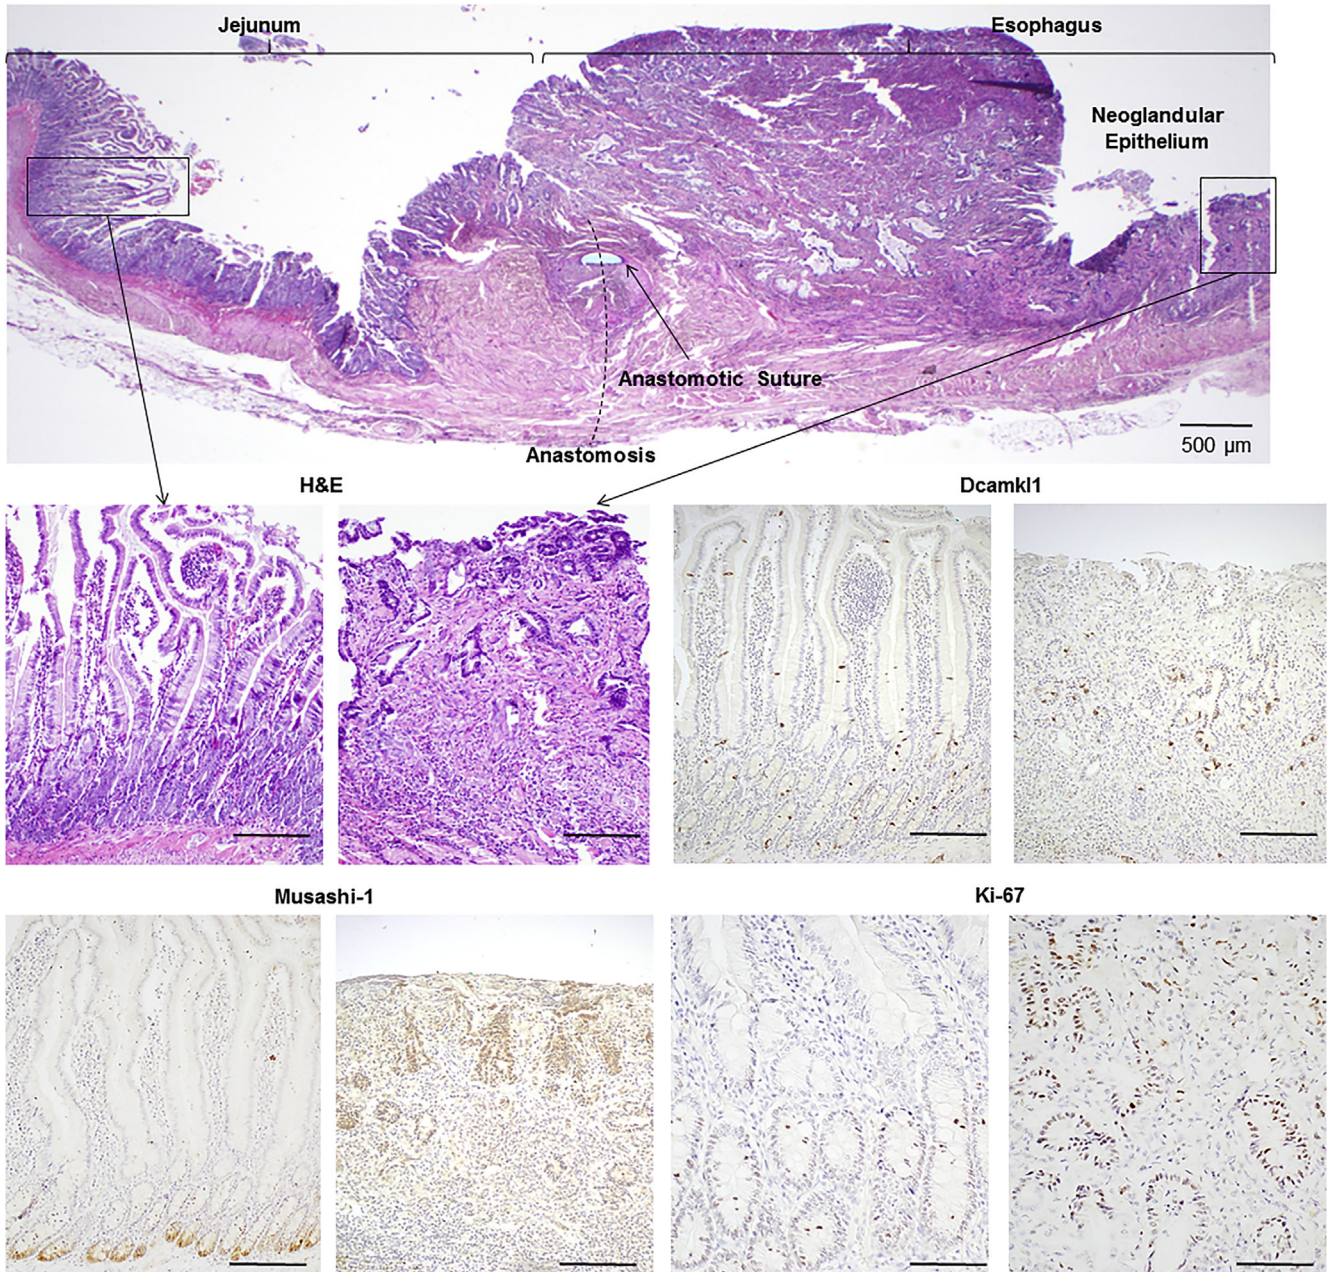 Jejunum
Esophagus
Neoglandular
Epithelium
Anastomotic Suture
Anastomosis
500 µm
H&E
Dcamkl1
Musashi-1
Ki-67